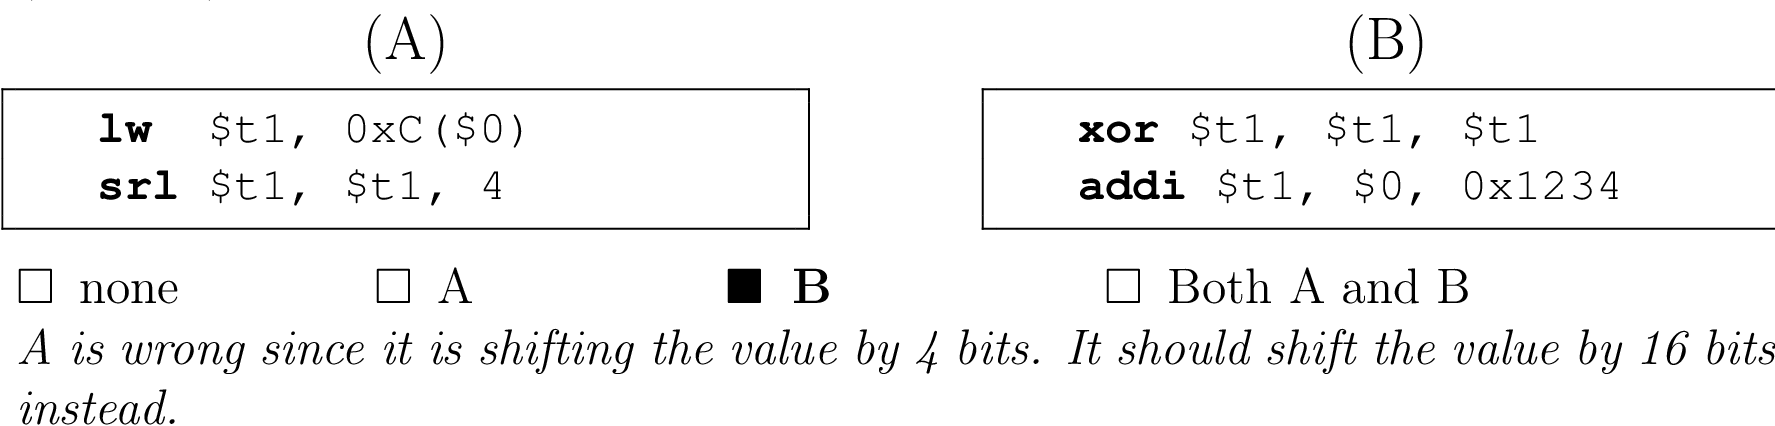 (A) (B)
lw $t1, 0xC($0) xor $t1, $t1, $t1
srl $t1, $t1, 4 addi $t1, $0, 0x1234
□ none □ A ■ B □ Both A and B
A is wrong since it is shifting the value by 4 bits. It should shift the value by 16 bits
instead.